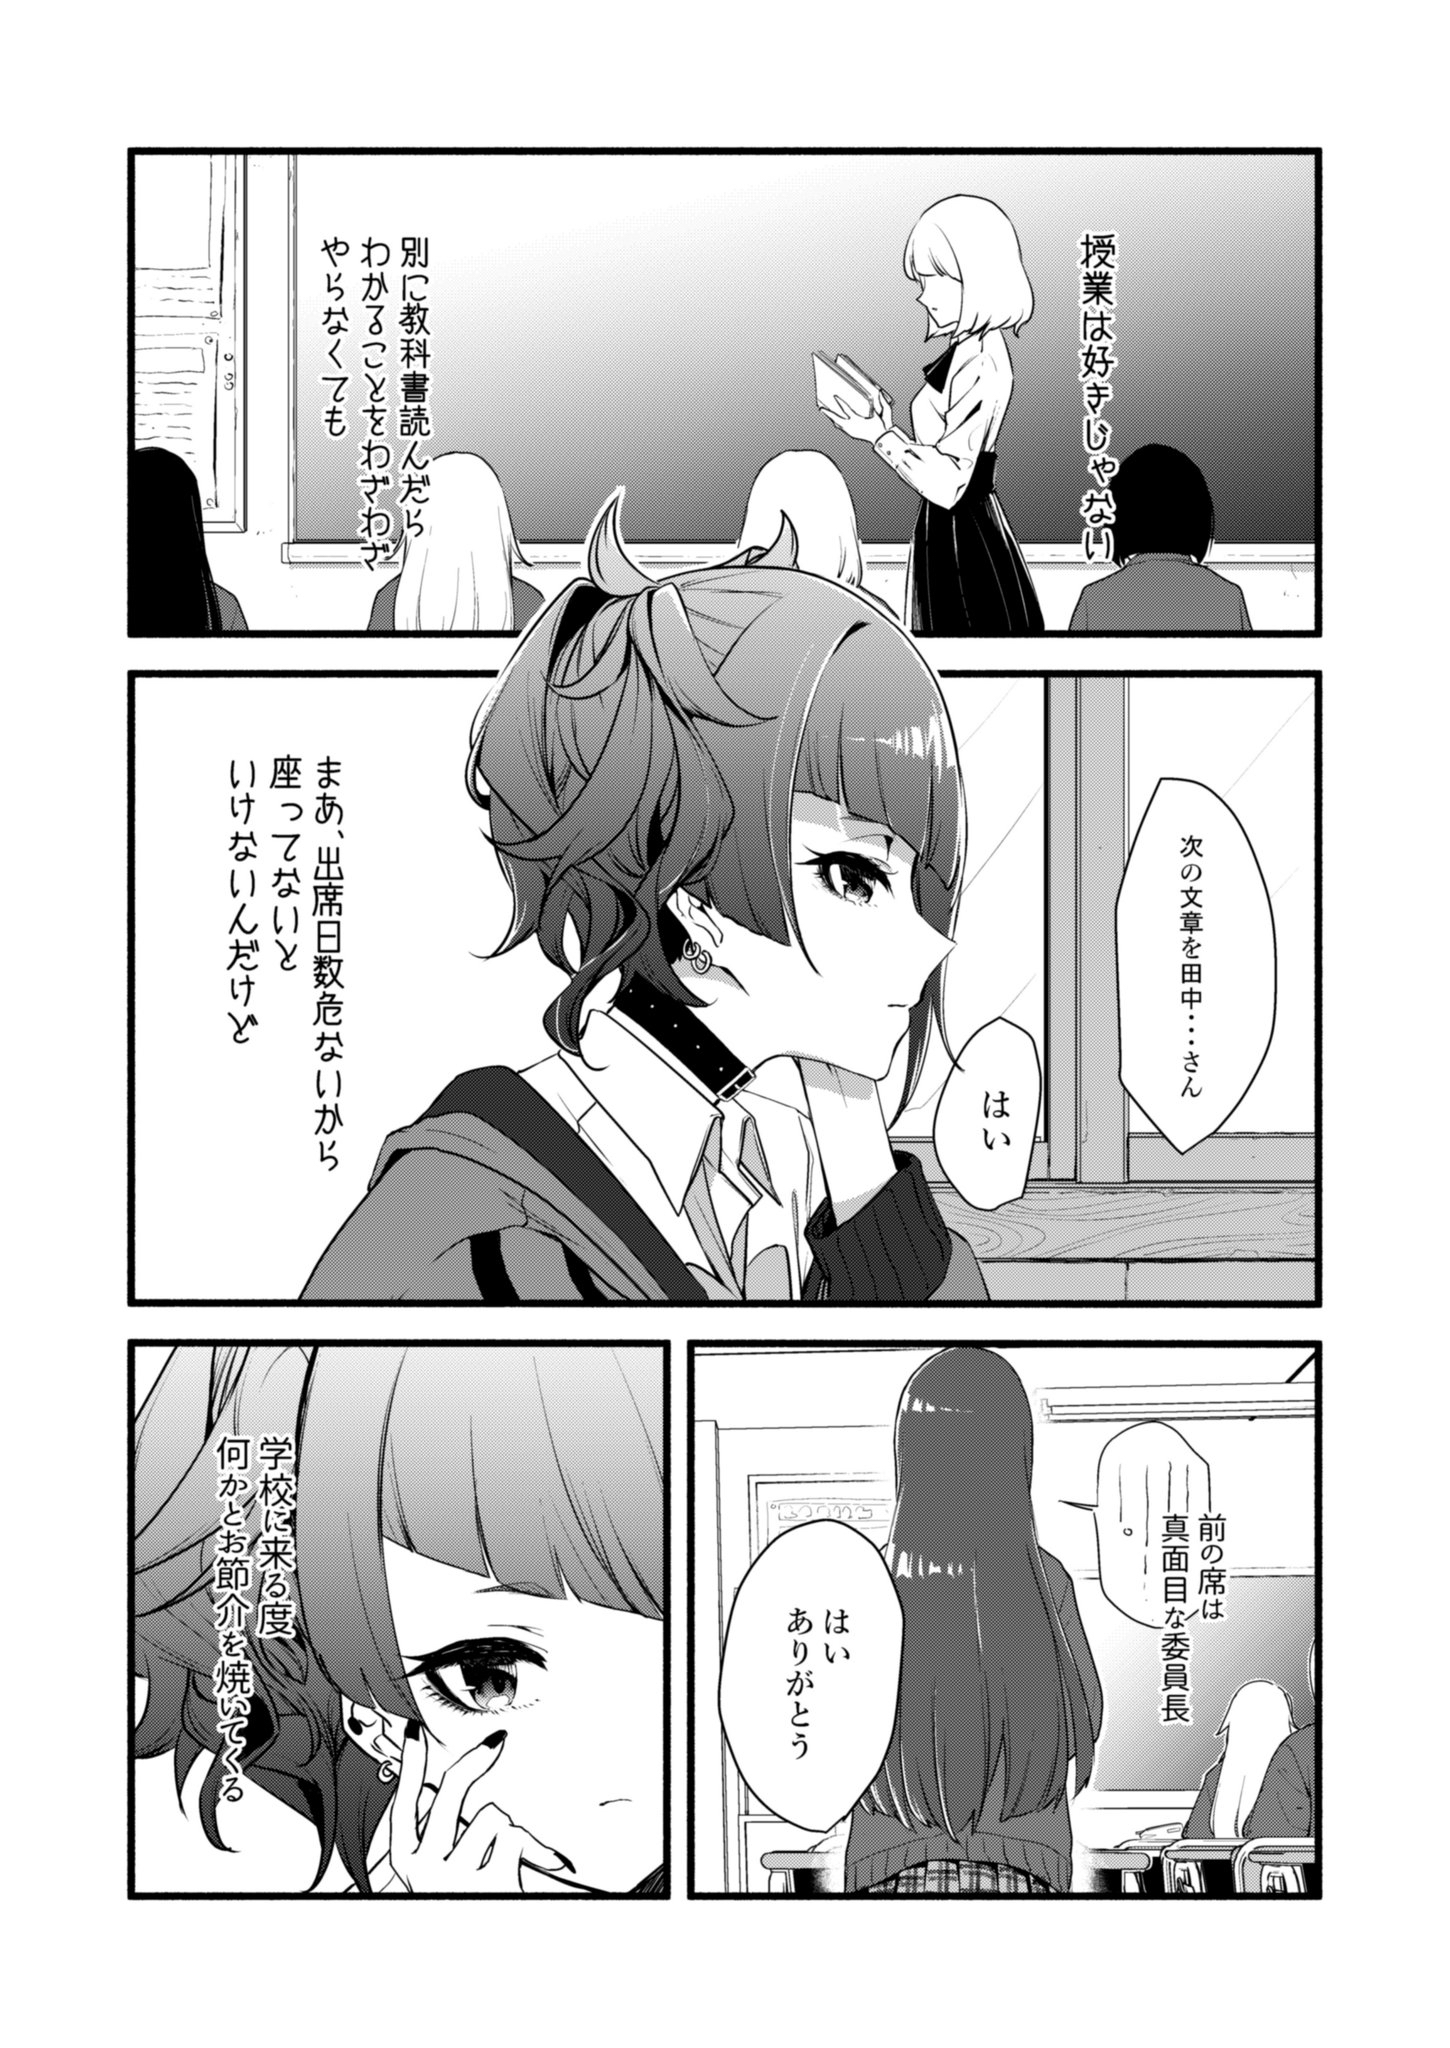 授業は好きじゃない
別に教科書読んだら
わかることをわざわざ
やらなくても
次の文章を田中・・・さん
はい
まあ、出席日数危ないから
座ってないと
いけないんだけど
前の席は
真面目な委員長
はい
ありがとう
学校に来る度
何かとお節介を焼いてくる